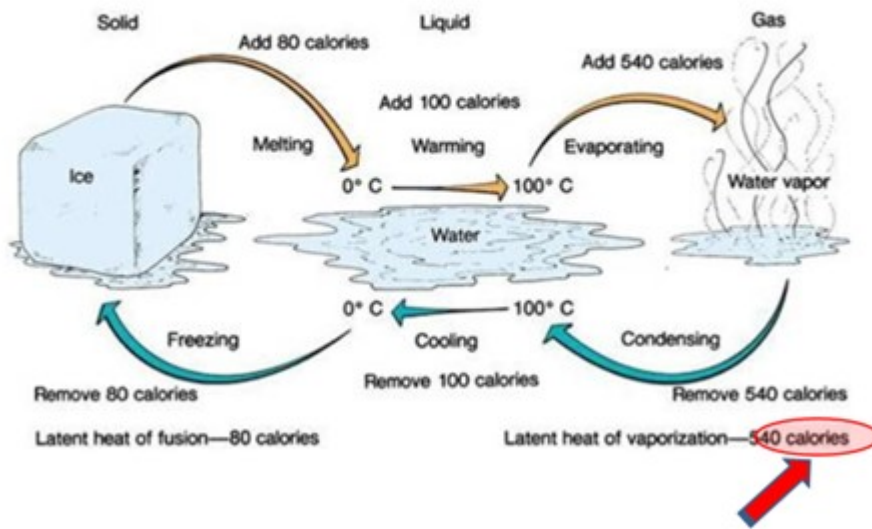 Solid
Liquid
Gas
Add 80 calories
Add 540 calories
Add 100 calories
Melting
Warming
Evaporating
Ice
0° C
100° C
Water vapor
Water
0° C
100° C
Freezing
Cooling
Condensing
Remove 80 calories
Remove 100 calories
Remove 540 calories
Latent heat of fusion—80 calories
Latent heat of vaporization—540 calories